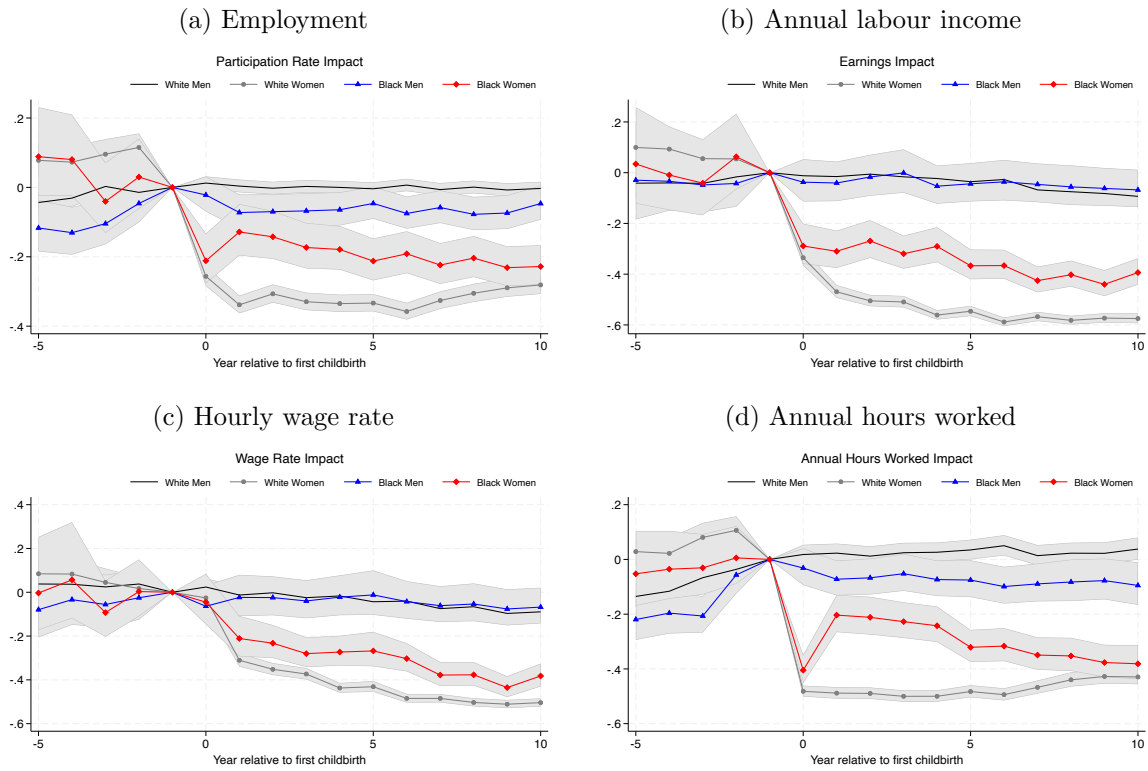 (a) Employment
Participation Rate Impact
White Men White Women Black Men Black Women
.2
0
-.2
-.4
-5 0 5 10
Year relative to first childbirth
(b) Annual labour income
Earnings Impact
White Men White Women Black Men Black Women
.2
0
-.2
-.4
-.6
-5 0 5 10
Year relative to first childbirth
(c) Hourly wage rate
Wage Rate Impact
White Men White Women Black Men Black Women
.4
.2
0
-.2
-.4
-.6
-5 0 5 10
Year relative to first childbirth
(d) Annual hours worked
Annual Hours Worked Impact
White Men White Women Black Men Black Women
.2
0
-.2
-.4
-.6
-5 0 5 10
Year relative to first childbirth